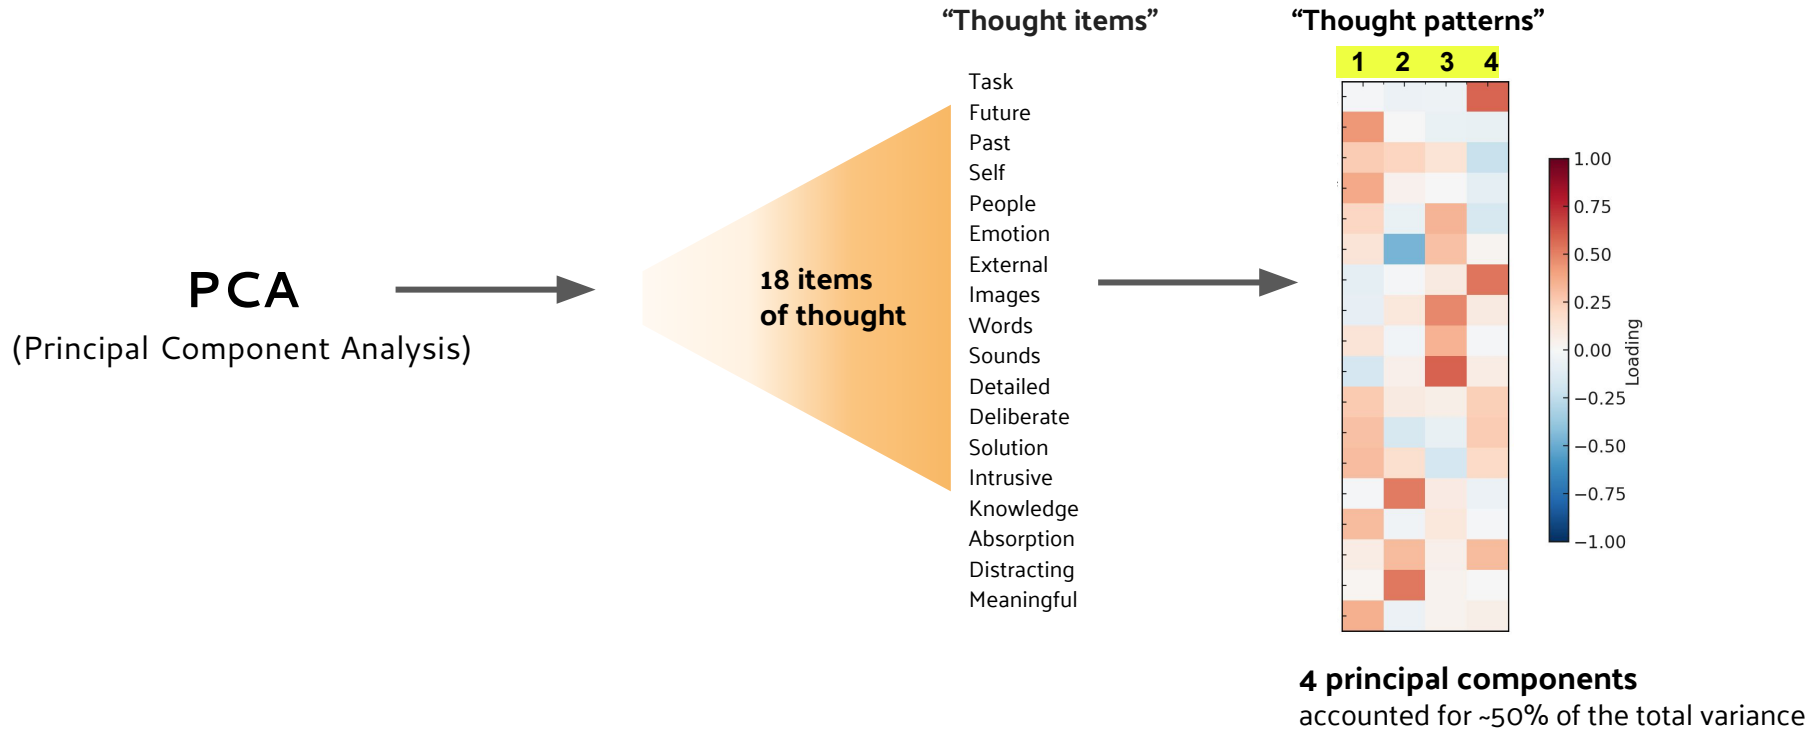 PCA
(Principal Component Analysis)
18 items
of thought
“Thought items”
Task
Future
Past
Self
People
Emotion
External
Images
Words
Sounds
Detailed
Deliberate
Solution
Intrusive
Knowledge
Absorption
Distracting
Meaningful
“Thought patterns”
1 2 3 4
1.00
0.75
0.50
0.25
0.00
−0.25
−0.50
−0.75
−1.00
Loading
4 principal components
accounted for ~50% of the total variance